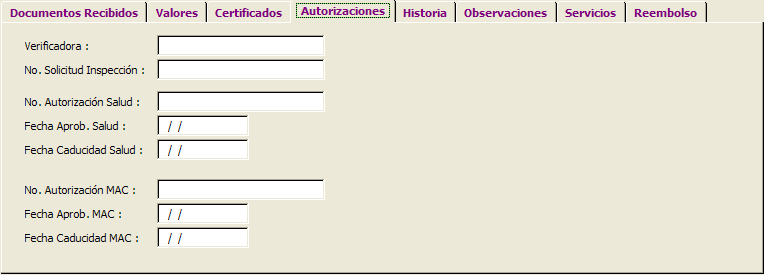 Documentos Recibidos Valores Certificados Autorizaciones Historia Observaciones Servicios Reembolso
Verificadora :
No. Solicitud Inspección :
No. Autorización Salud :
Fecha Aprob. Salud : / /
Fecha Caducidad Salud : / /
No. Autorización MAC :
Fecha Aprob. MAC : / /
Fecha Caducidad MAC : / /